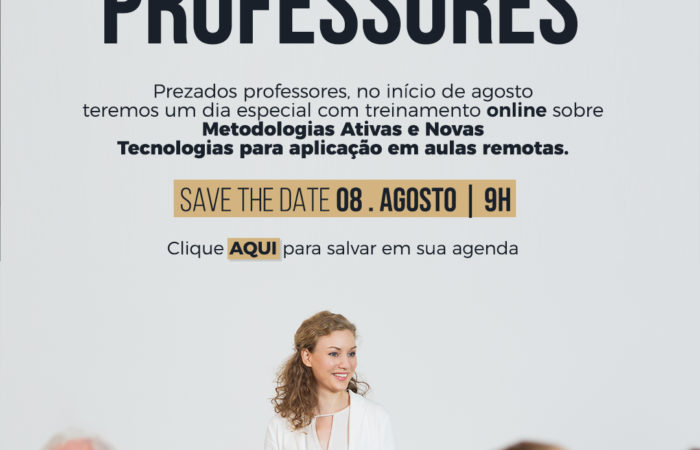 PROFESSORES
Prezados professores, no início de agosto
teremos um dia especial com treinamento online sobre
Metodologias Ativas e Novas
Tecnologias para aplicação em aulas remotas.
SAVE THE DATE 08 . AGOSTO | 9H
Clique AQUI para salvar em sua agenda